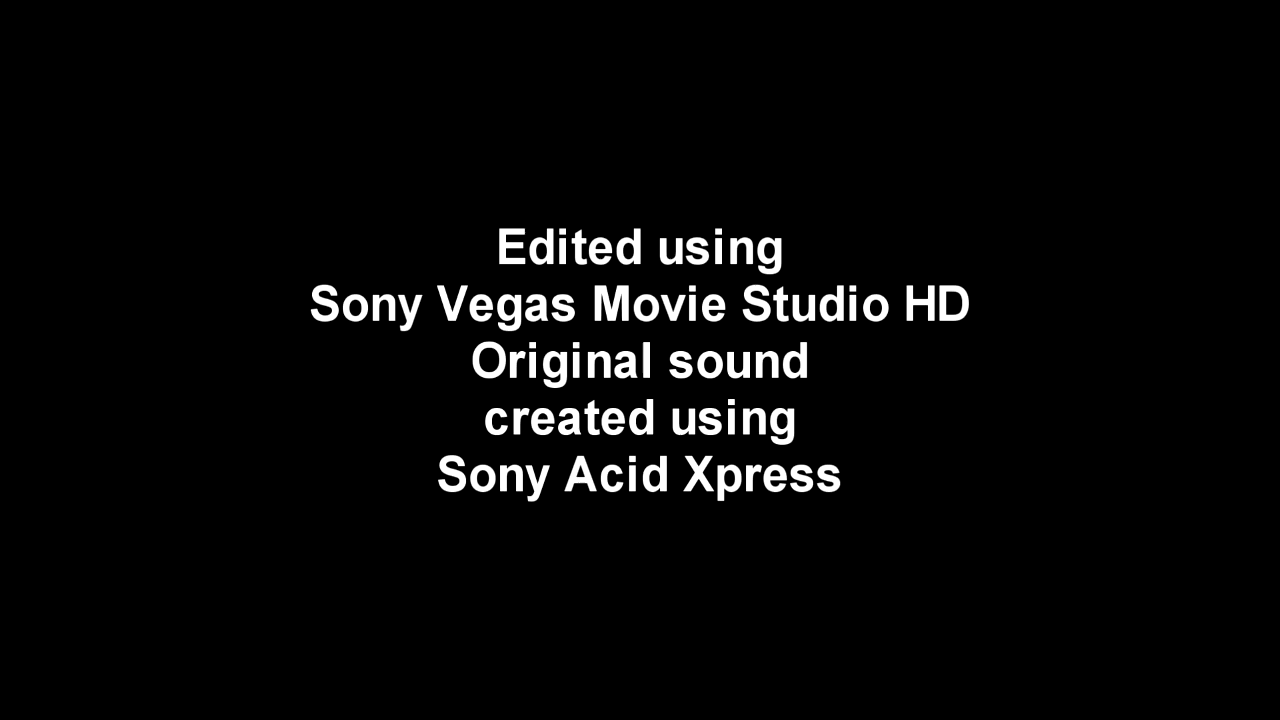 Edited using
Sony Vegas Movie Studio HD
Original sound
created using
Sony Acid Xpress